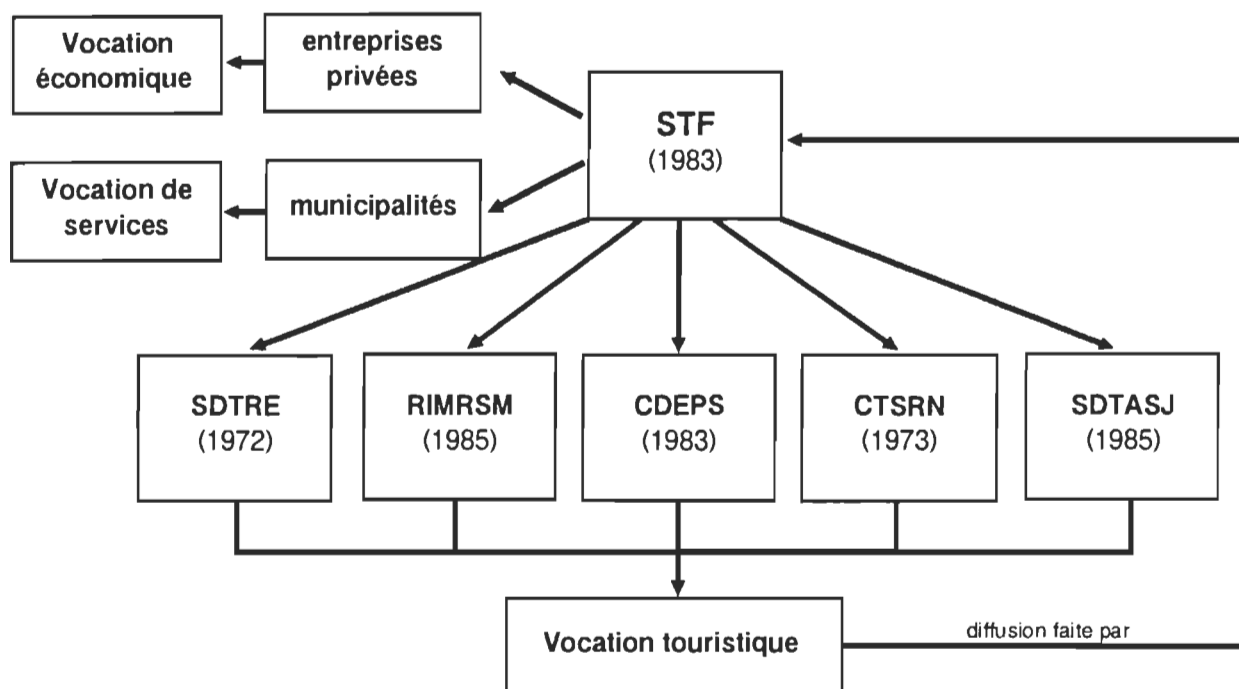 Vocation
économique
entreprises
privées
STF
(1983)
Vocation de
services
municipalités
SDTRE
(1972)
RIMRSM
(1985)
CDEPS
(1983)
CTSRN
(1973)
SDTASJ
(1985)
Vocation touristique
diffusion faite par